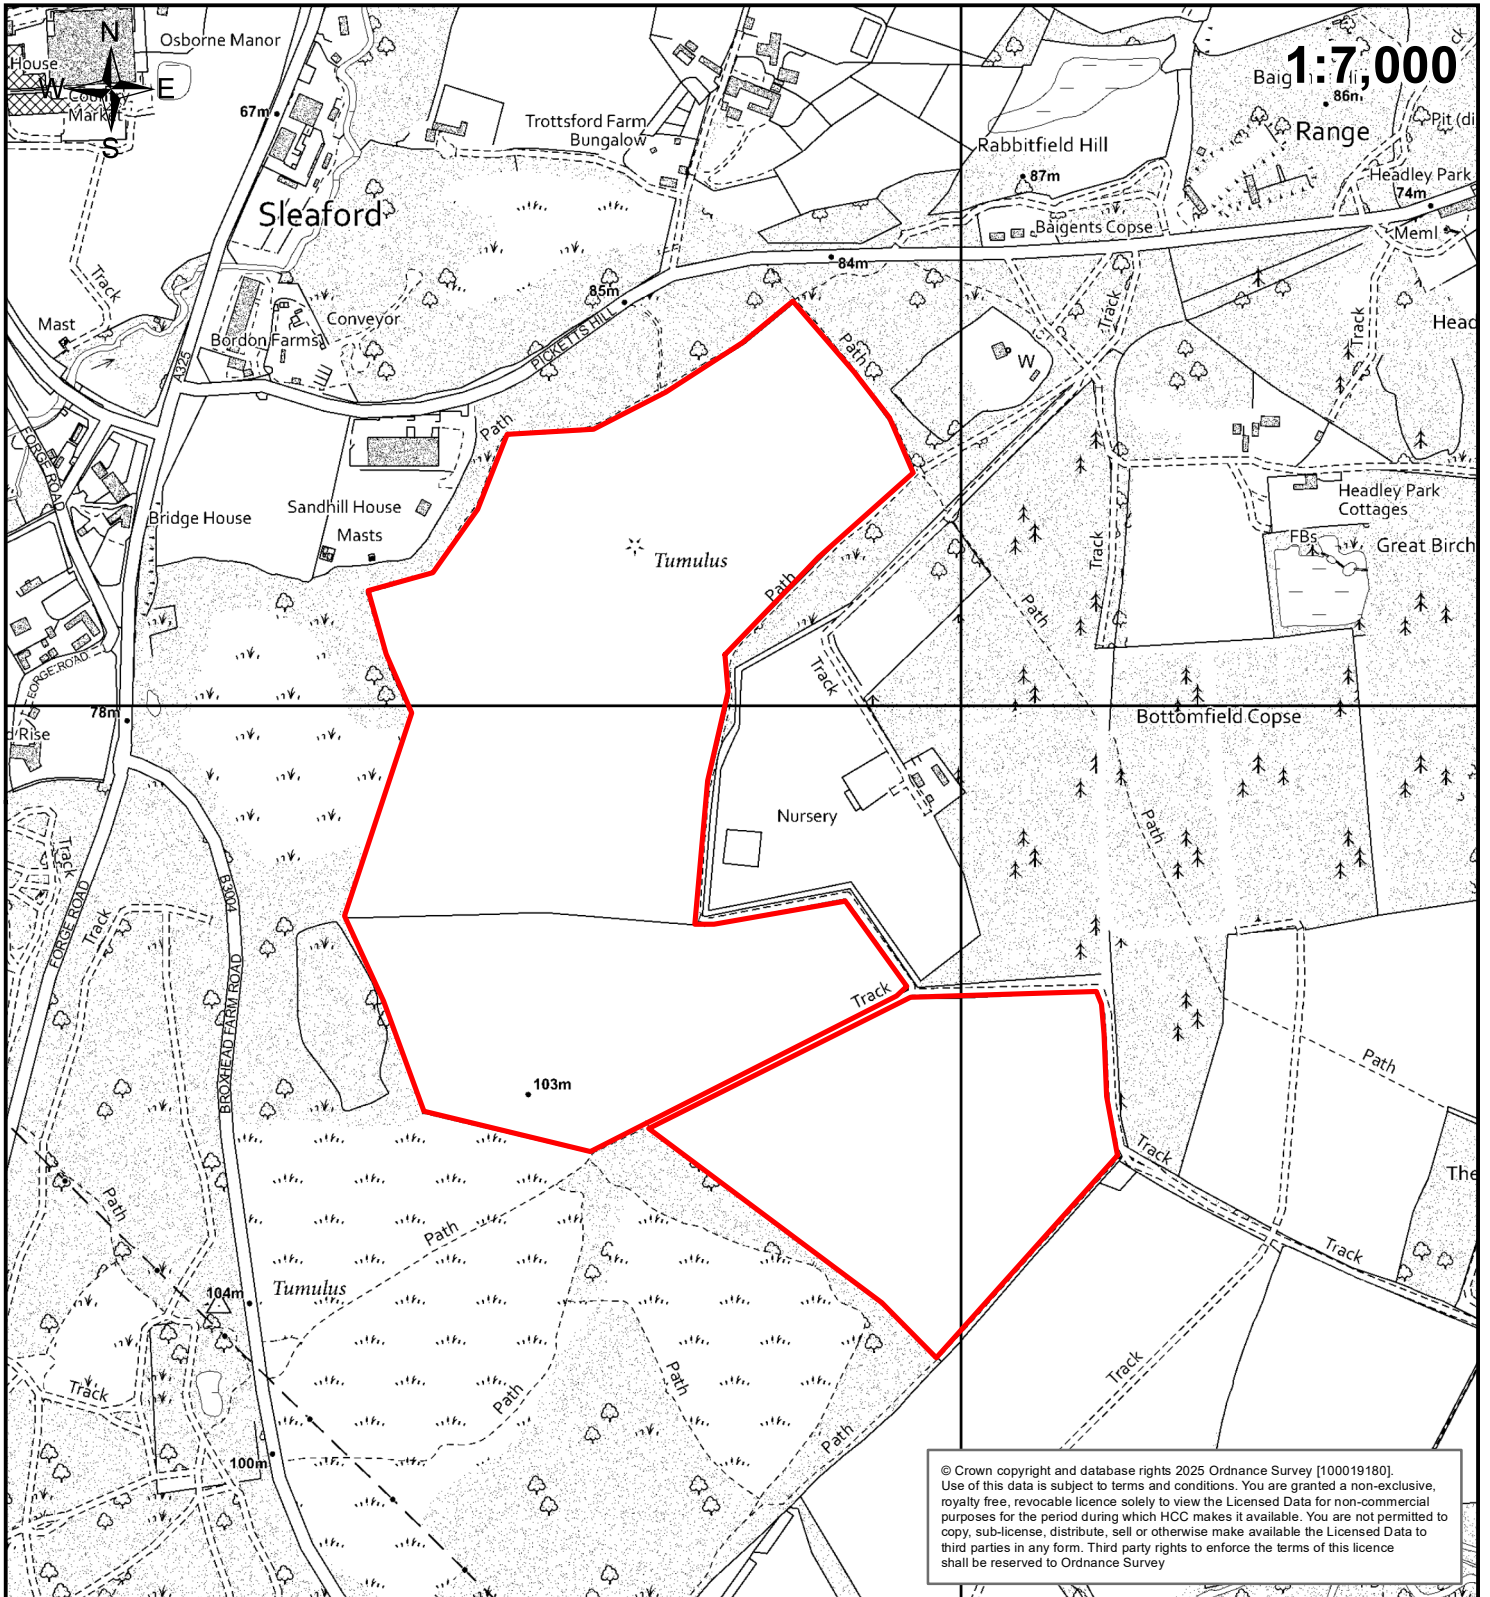 N
Osborne Manor
House
W
E
Market
S
67m
Trottsford Farm
Bungalow
1:7,000
86m
Range
Rabbitfield Hill
87m
Headley Park
74m
Meml
Sleaford
Baigents Copse
84m
85m
Track
Mast
Conveyor
Bordon Farms
PICKETTS HILL
A325
Path
Track
Track
W
FORGE ROAD
Path
Sandhill House
Masts
Bridge House
Headley Park
Cottages
FBs
Great Birch
Tumulus
Track
Path
Path
FORGE ROAD
Track
78m
d Rise
Bottomfield Copse
Nursery
Path
Track
B3004
FORGE ROAD
Track
BROXHEAD FARM ROAD
Track
103m
Path
Track
The
Path
Path
Track
104m
Tumulus
Track
Path
Path
Track
Path
100m
© Crown copyright and database rights 2025 Ordnance Survey [100019180].
Use of this data is subject to terms and conditions. You are granted a non-exclusive,
royalty free, revocable licence solely to view the Licensed Data for non-commercial
purposes for the period during which HCC makes it available. You are not permitted to
copy, sub-license, distribute, sell or otherwise make available the Licensed Data to
third parties in any form. Third party rights to enforce the terms of this licence
shall be reserved to Ordnance Survey